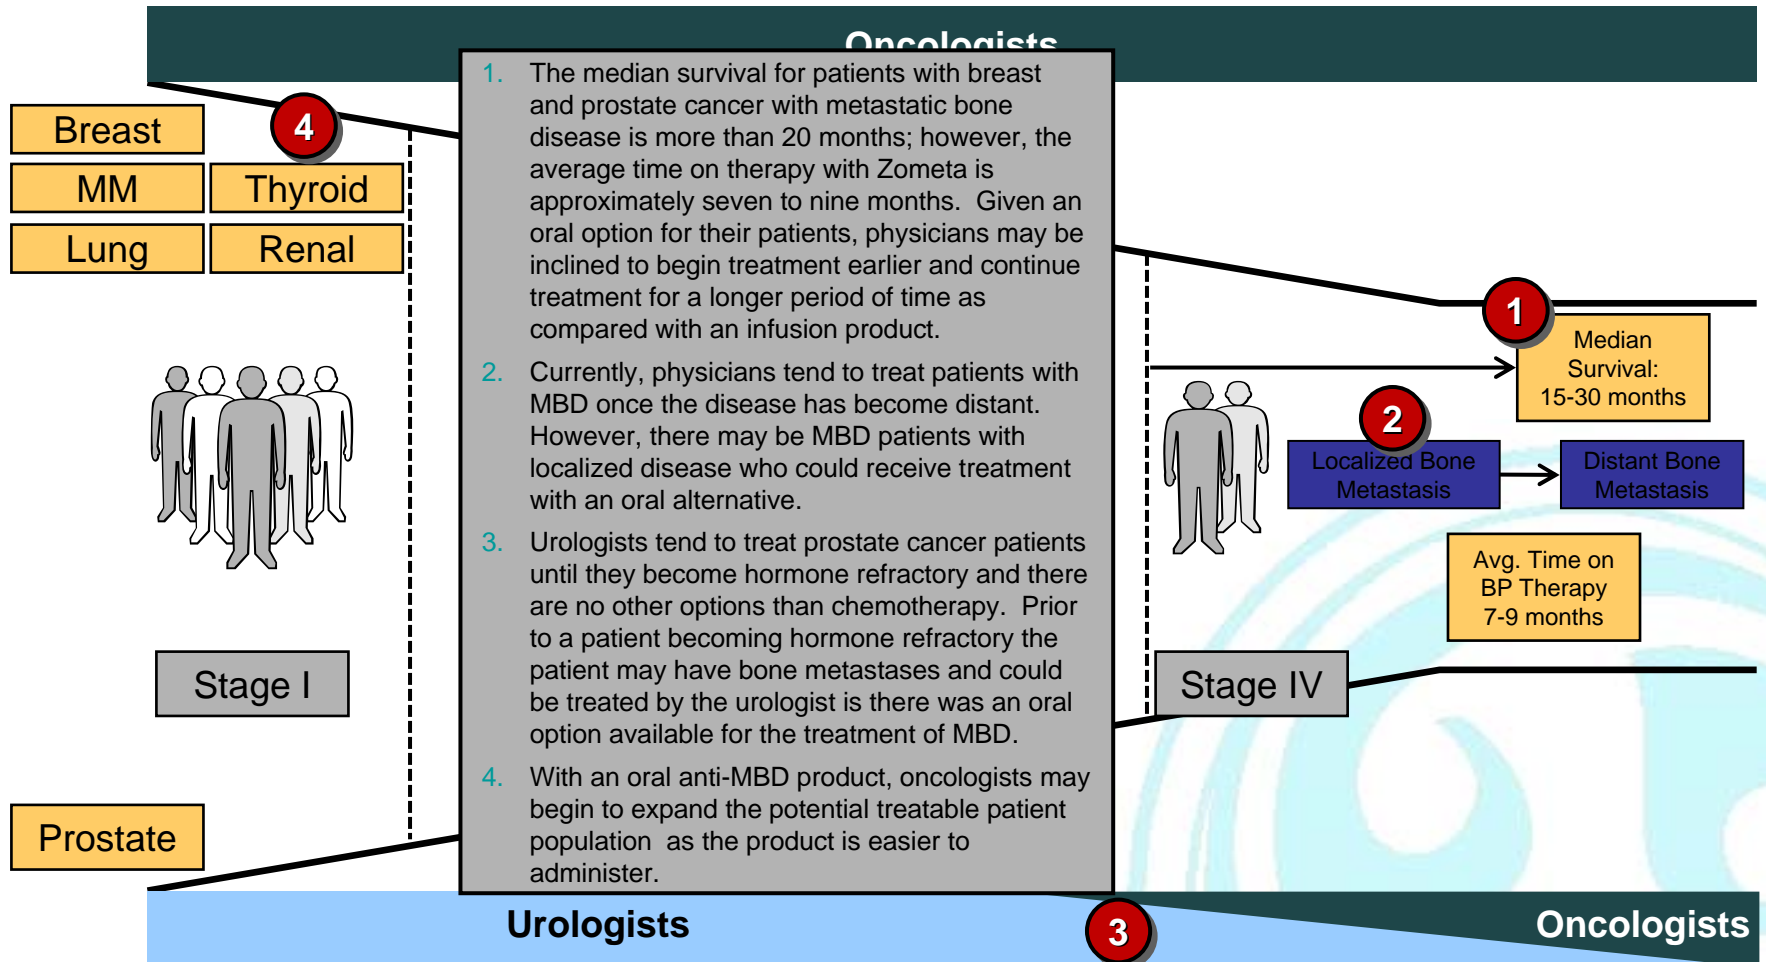 Oncologists
Breast
4
MM
Thyroid
Lung
Renal
1. The median survival for patients with breast
and prostate cancer with metastatic bone
disease is more than 20 months; however, the
average time on therapy with Zometa is
approximately seven to nine months. Given an
oral option for their patients, physicians may be
inclined to begin treatment earlier and continue
treatment for a longer period of time as
compared with an infusion product.
2. Currently, physicians tend to treat patients with
MBD once the disease has become distant.
However, there may be MBD patients with
localized disease who could receive treatment
with an oral alternative.
3. Urologists tend to treat prostate cancer patients
until they become hormone refractory and there
are no other options than chemotherapy. Prior
to a patient becoming hormone refractory the
patient may have bone metastases and could
be treated by the urologist is there was an oral
option available for the treatment of MBD.
4. With an oral anti-MBD product, oncologists may
begin to expand the potential treatable patient
population as the product is easier to
administer.
1
Median
Survival:
15-30 months
2
Localized Bone
Metastasis
Distant Bone
Metastasis
Avg. Time on
BP Therapy
7-9 months
Stage I
Stage IV
Prostate
Urologists
3
Oncologists